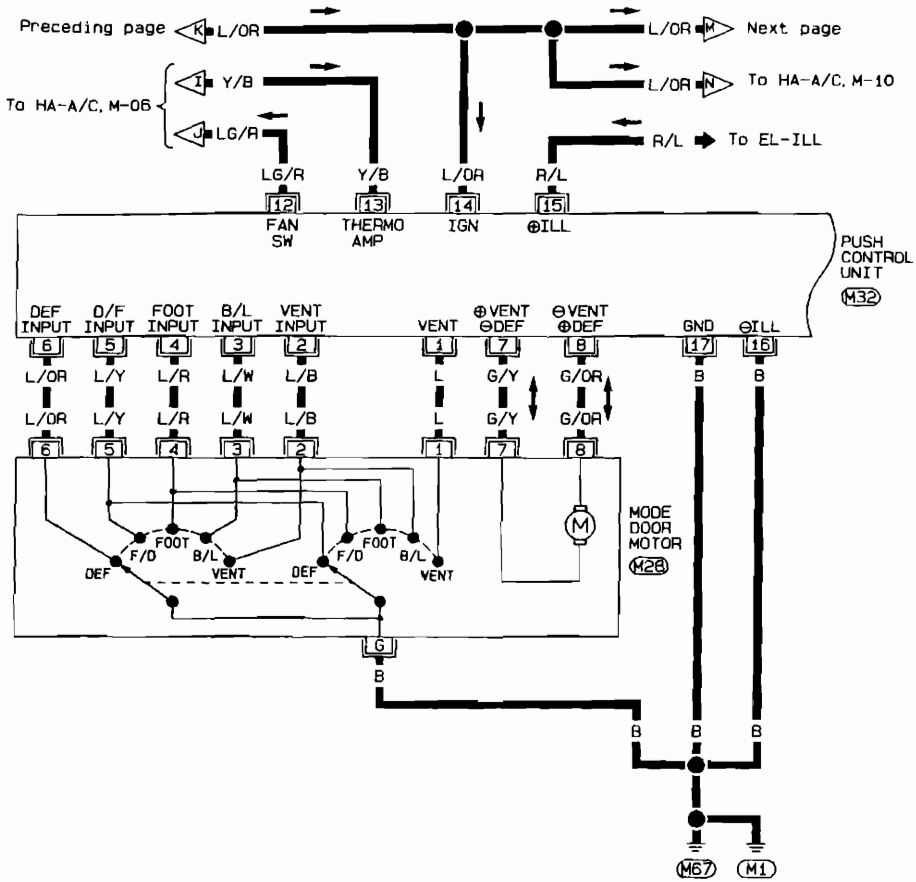 Preceding page K L/OR L/OR M Next page
I Y/B L/OR N To HA-A/C, M-10
To HA-A/C, M-06
J LG/R R/L To EL-ILL
LG/R Y/B L/OR R/L
12 13 14 15
FAN SW THERMO AMP IGN ⊕ILL
PUSH CONTROL UNIT
M32
DEF INPUT D/F INPUT FOOT INPUT B/L INPUT VENT INPUT VENT ⊕VENT ⊖DEF ⊖VENT ⊕DEF GND ⊖ILL
6 5 4 3 2 1 7 8 17 16
L/OR L/Y L/R L/W L/B L G/Y G/OR B B
L/OR L/Y L/R L/W L/B L G/Y G/OR
6 5 4 3 2 1 7 8
M
MODE DOOR MOTOR
M28
DEF F/D FOOT B/L VENT DEF F/D FOOT B/L VENT
G
B
B B B
M67 M1